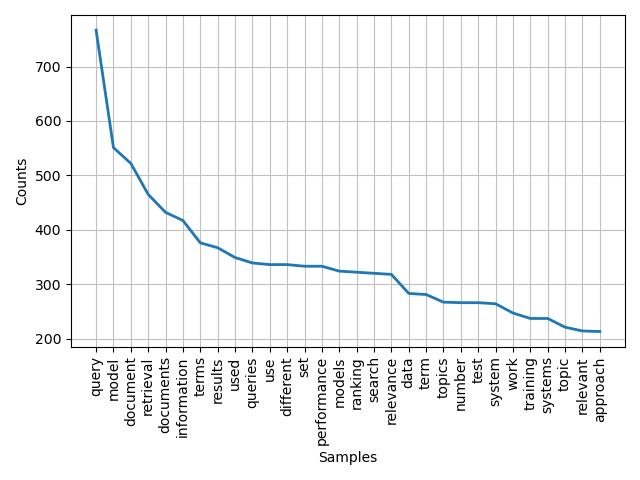 700
600
500
400
300
200
Counts
query
model
document
retrieval
documents
information
terms
results
used
queries
use
different
set
performance
models
ranking
search
relevance
data
term
topics
number
test
system
work
training
systems
topic
relevant
approach
Samples